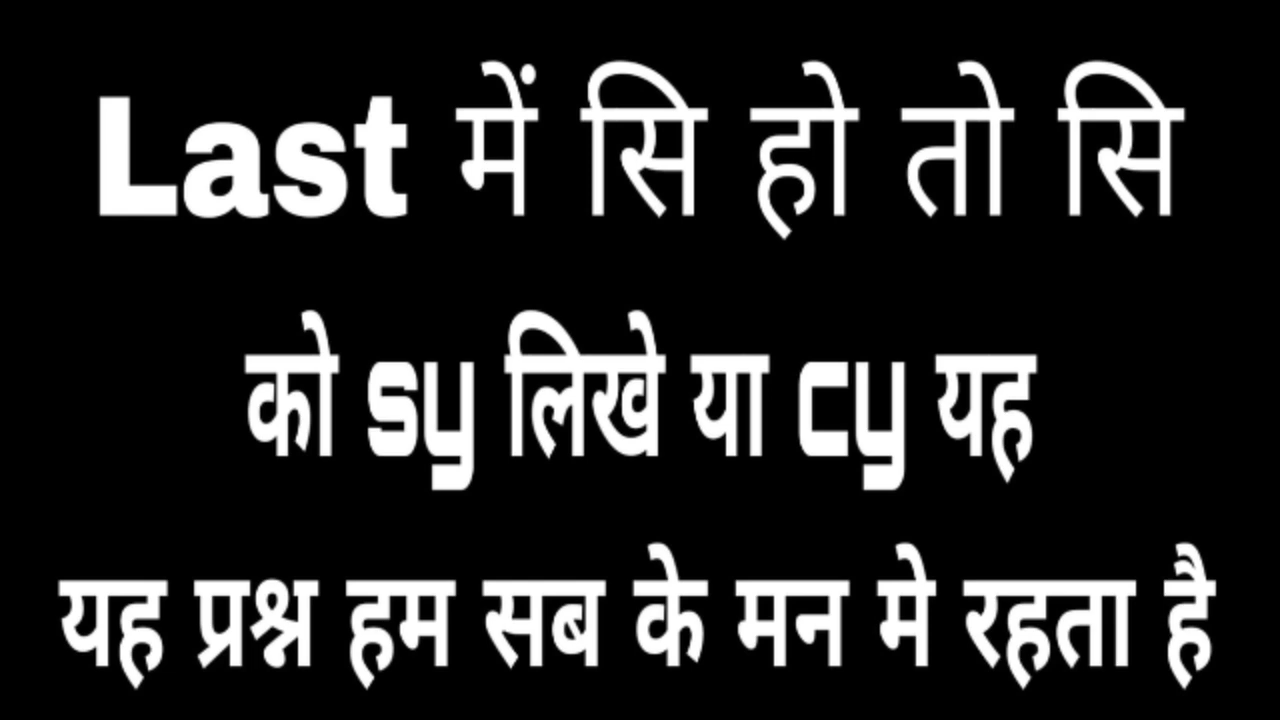 Last में सि हो तो सि
को sy लिखे या cy यह
यह प्रश्न हम सब के मन मे रहता है